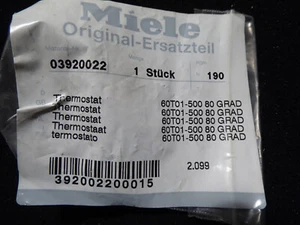 Miele
Original-Ersatzteil
03920022 1 Stück 190
Thermostat 60T01-500 80 GRAD
Thermostat 60T01-500 80 GRAD
Thermostat 60T01-500 80 GRAD
Thermostaat 60T01-500 80 GRAD
termostato 60T01-500 80 GRAD
392002200015
2.099